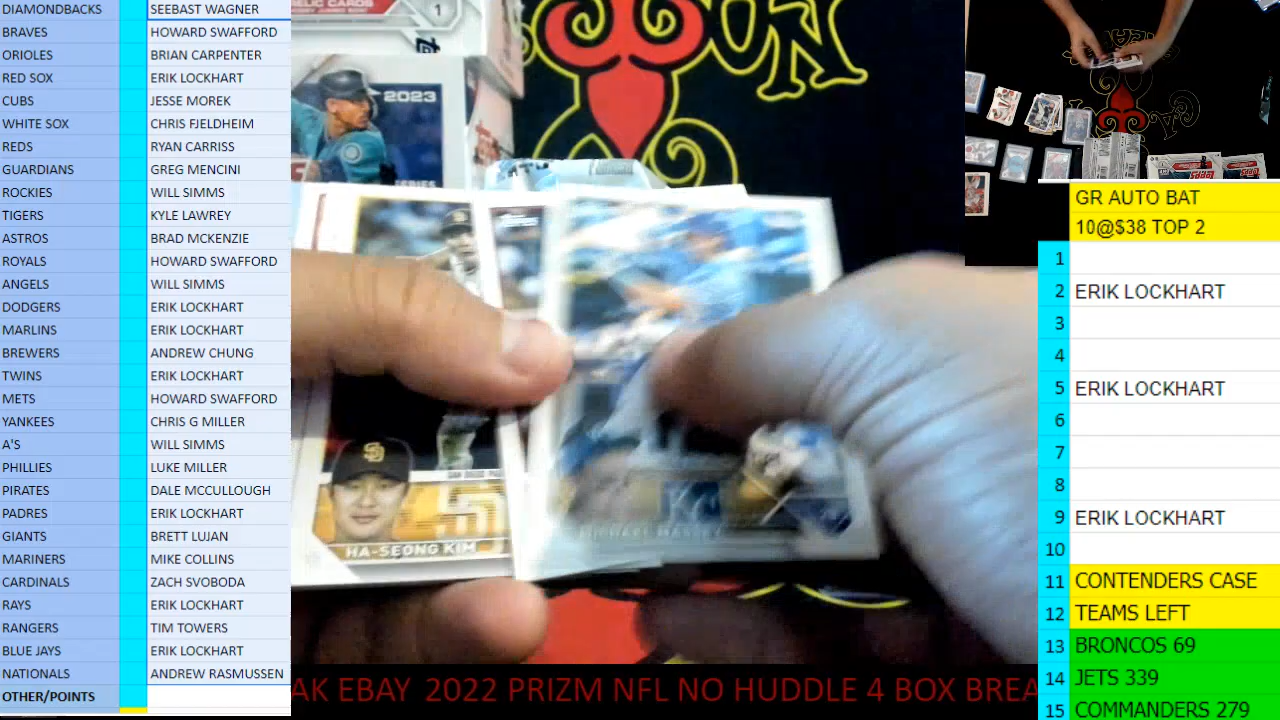 DIAMONDBACKS SEEBAST WAGNER
BRAVES HOWARD SWAFFORD
ORIOLES BRIAN CARPENTER
RED SOX ERIK LOCKHART
CUBS JESSE MOREK
WHITE SOX CHRIS FJELDHEIM
REDS RYAN CARRISS
GUARDIANS GREG MENCINI
ROCKIES WILL SIMMS
TIGERS KYLE LAWREY
ASTROS BRAD MCKENZIE
ROYALS HOWARD SWAFFORD
ANGELS WILL SIMMS
DODGERS ERIK LOCKHART
MARLINS ERIK LOCKHART
BREWERS ANDREW CHUNG
TWINS ERIK LOCKHART
METS HOWARD SWAFFORD
YANKEES CHRIS G MILLER
A'S WILL SIMMS
PHILLIES LUKE MILLER
PIRATES DALE MCCULLOUGH
PADRES ERIK LOCKHART
GIANTS BRETT LUJAN
MARINERS MIKE COLLINS
CARDINALS ZACH SVOBODA
RAYS ERIK LOCKHART
RANGERS TIM TOWERS
BLUE JAYS ERIK LOCKHART
NATIONALS ANDREW RASMUSSEN
OTHER/POINTS
RELIC CARDS
1
2023
SERIES
HA-SEONG KIM
AK EBAY 2022 PRIZM NFL NO HUDDLE 4 BOX BREA
GR AUTO BAT
10@$38 TOP 2
1
2 ERIK LOCKHART
3
4
5 ERIK LOCKHART
6
7
8
9 ERIK LOCKHART
10
11 CONTENDERS CASE
12 TEAMS LEFT
13 BRONCOS 69
14 JETS 339
15 COMMANDERS 279